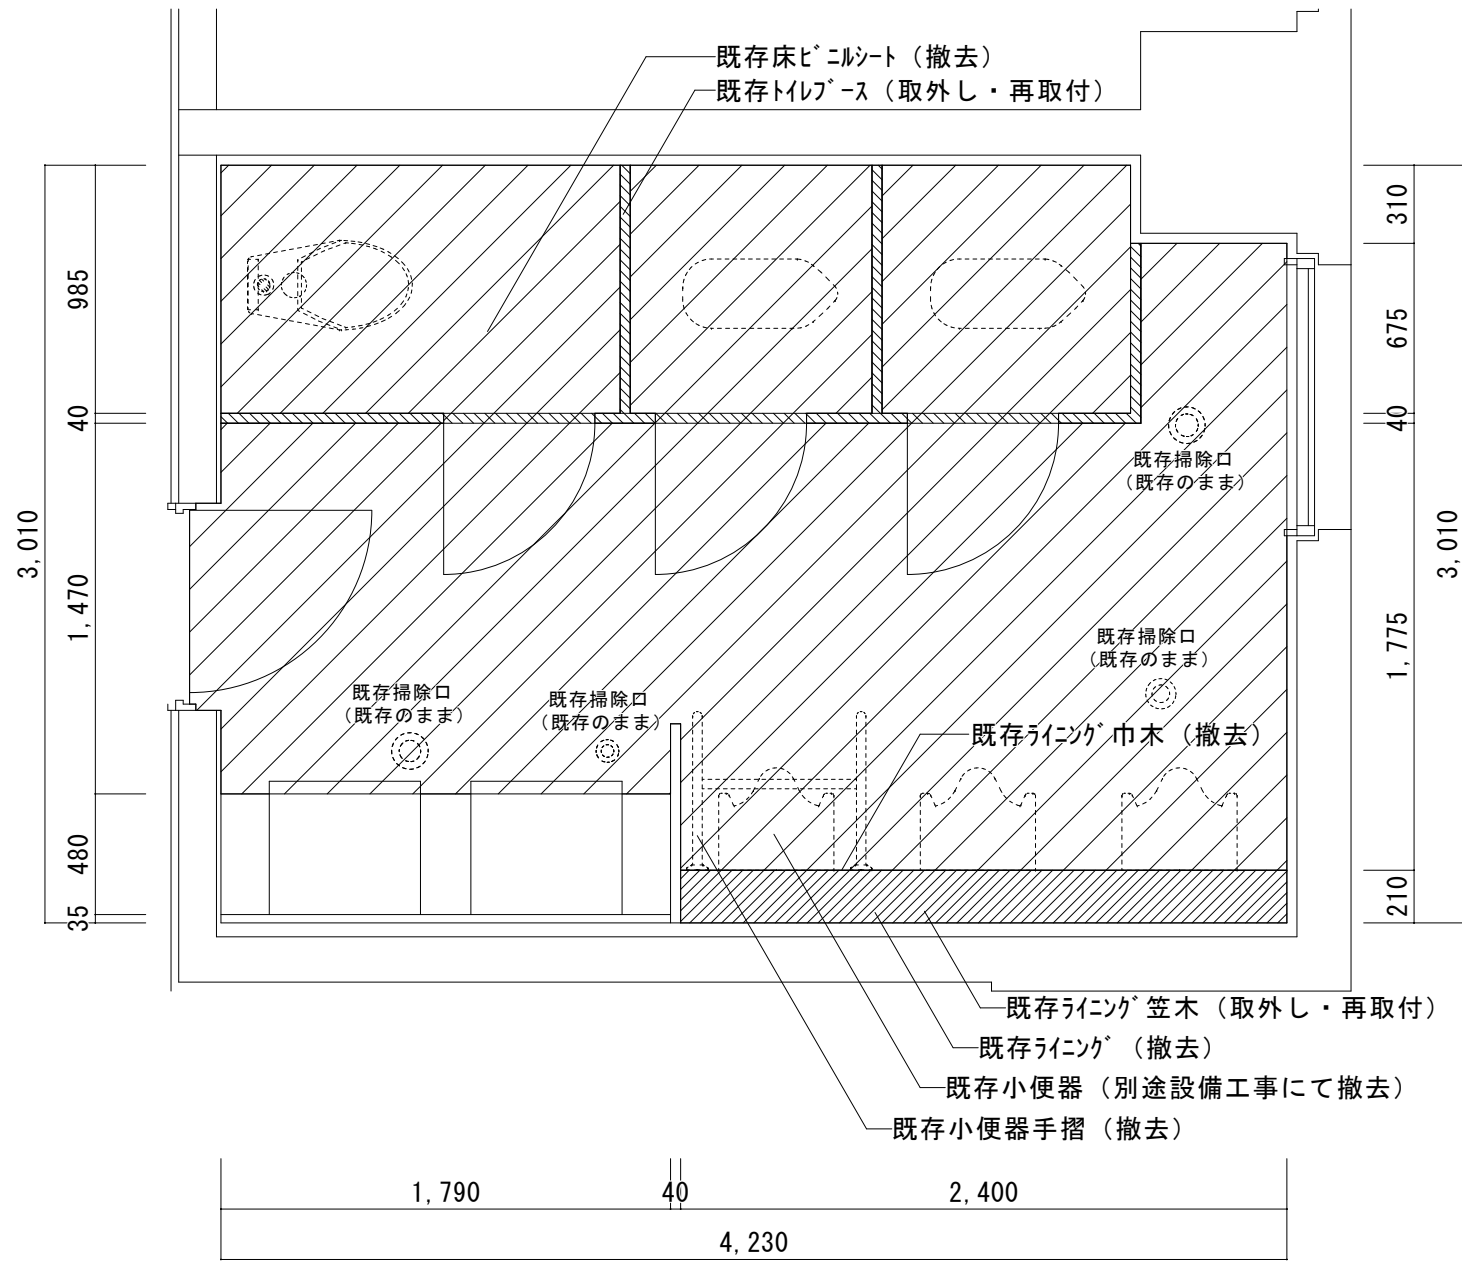 既存床ﾋﾞﾆﾙｼｰﾄ（撤去）
既存ﾄｲﾚﾌﾞｰｽ（取外し・再取付）
310
985
675
40
40
既存掃除口
（既存のまま）
3,010
3,010
1,470
1,775
既存掃除口
（既存のまま）
既存掃除口
（既存のまま）
既存掃除口
（既存のまま）
既存ﾗｲﾆﾝｸﾞ巾木（撤去）
480
210
35
既存ﾗｲﾆﾝｸﾞ笠木（取外し・再取付）
既存ﾗｲﾆﾝｸﾞ（撤去）
既存小便器（別途設備工事にて撤去）
既存小便器手摺（撤去）
1,790
40
2,400
4,230